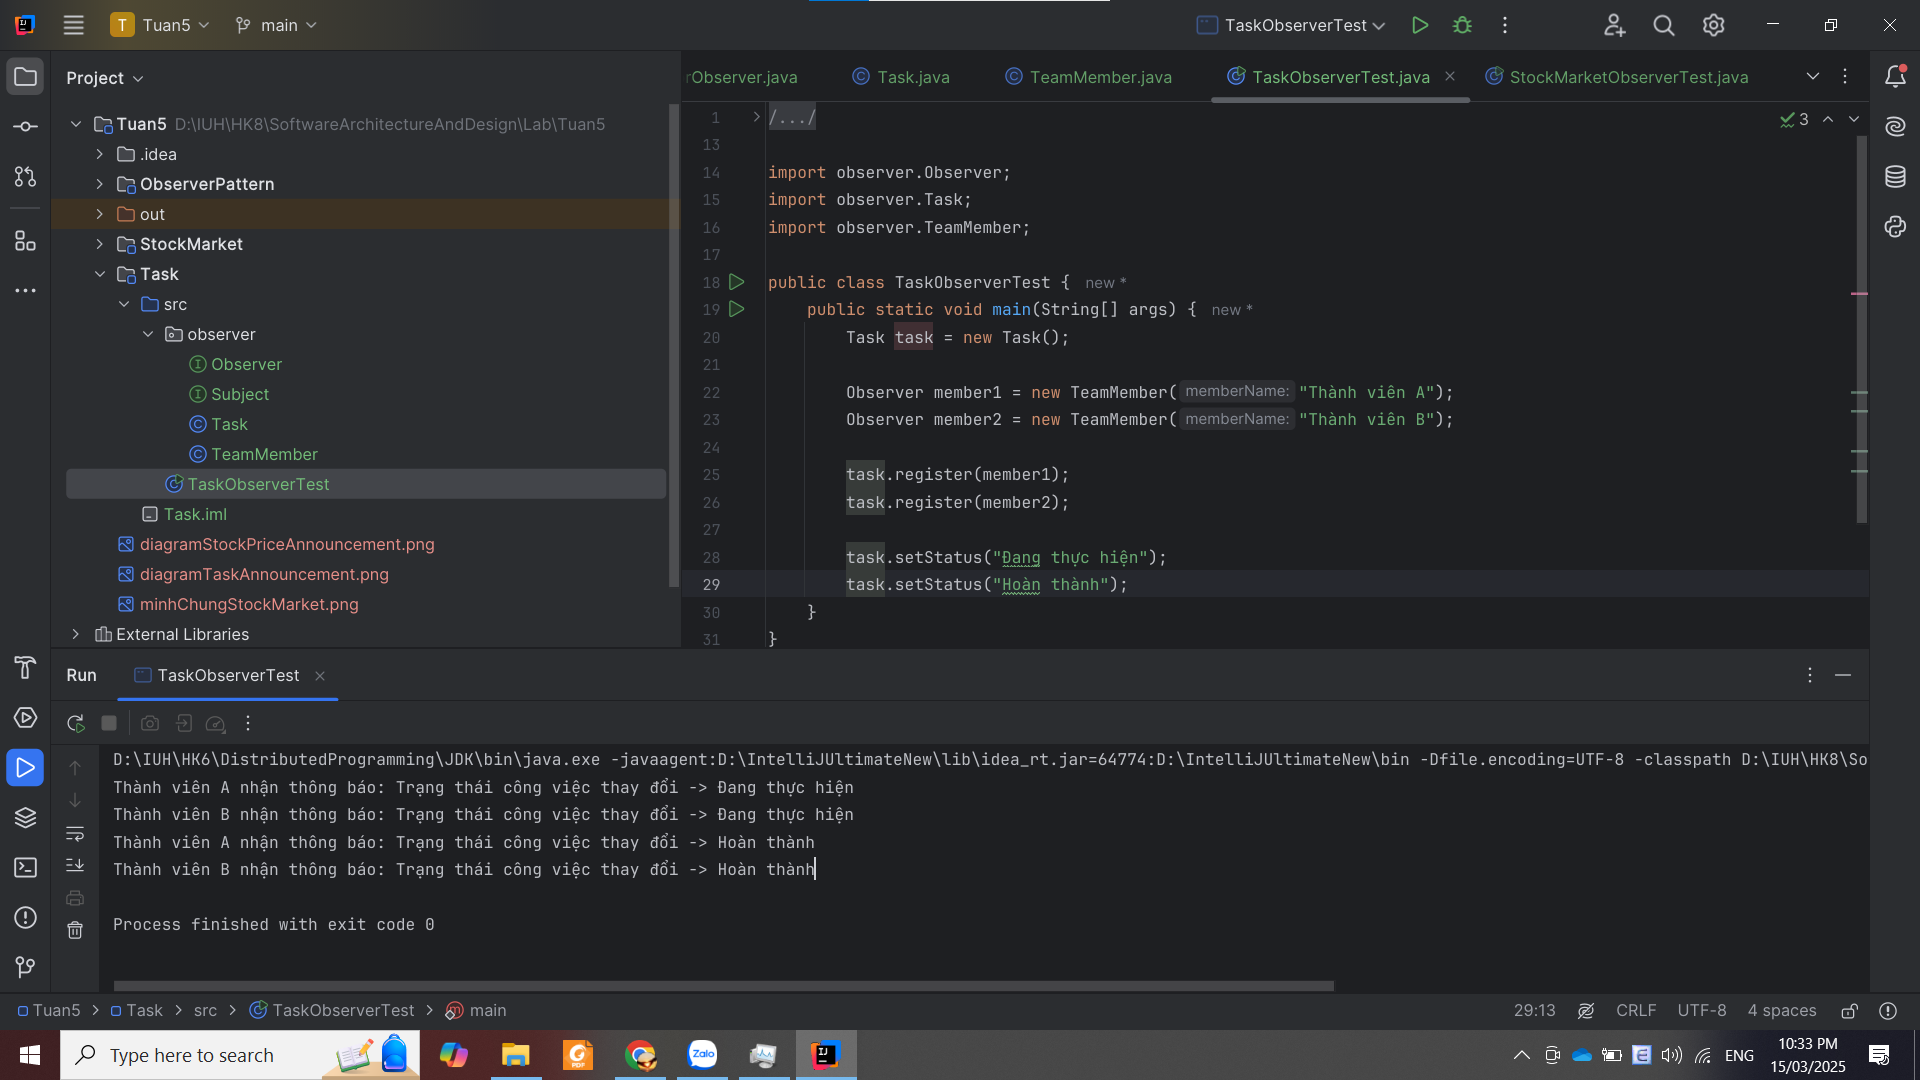 T Tuan5 main TaskObserverTest
Project
Tuan5 D:\IUH\HK8\SoftwareArchitectureAndDesign\Lab\Tuan5
.idea
ObserverPattern
out
StockMarket
Task
src
observer
Observer
Subject
Task
TeamMember
TaskObserverTest
Task.iml
diagramStockPriceAnnouncement.png
diagramTaskAnnouncement.png
minhChungStockMarket.png
External Libraries
rObserver.java Task.java TeamMember.java TaskObserverTest.java StockMarketObserverTest.java
1 /.../ 3
13
14 import observer.Observer;
15 import observer.Task;
16 import observer.TeamMember;
17
18 public class TaskObserverTest { new *
19 public static void main(String[] args) { new *
20 Task task = new Task();
21
22 Observer member1 = new TeamMember( memberName: "Thành viên A");
23 Observer member2 = new TeamMember( memberName: "Thành viên B");
24
25 task.register(member1);
26 task.register(member2);
27
28 task.setStatus("Đang thực hiện");
29 task.setStatus("Hoàn thành");
30 }
31 }
Run TaskObserverTest
D:\IUH\HK6\DistributedProgramming\JDK\bin\java.exe -javaagent:D:\IntelliJUltimateNew\lib\idea_rt.jar=64774:D:\IntelliJUltimateNew\bin -Dfile.encoding=UTF-8 -classpath D:\IUH\HK8\So
Thành viên A nhận thông báo: Trạng thái công việc thay đổi -> Đang thực hiện
Thành viên B nhận thông báo: Trạng thái công việc thay đổi -> Đang thực hiện
Thành viên A nhận thông báo: Trạng thái công việc thay đổi -> Hoàn thành
Thành viên B nhận thông báo: Trạng thái công việc thay đổi -> Hoàn thành
Process finished with exit code 0
Tuan5 > Task > src > TaskObserverTest > main 29:13 CRLF UTF-8 4 spaces
Type here to search Zalo ENG 10:33 PM
15/03/2025